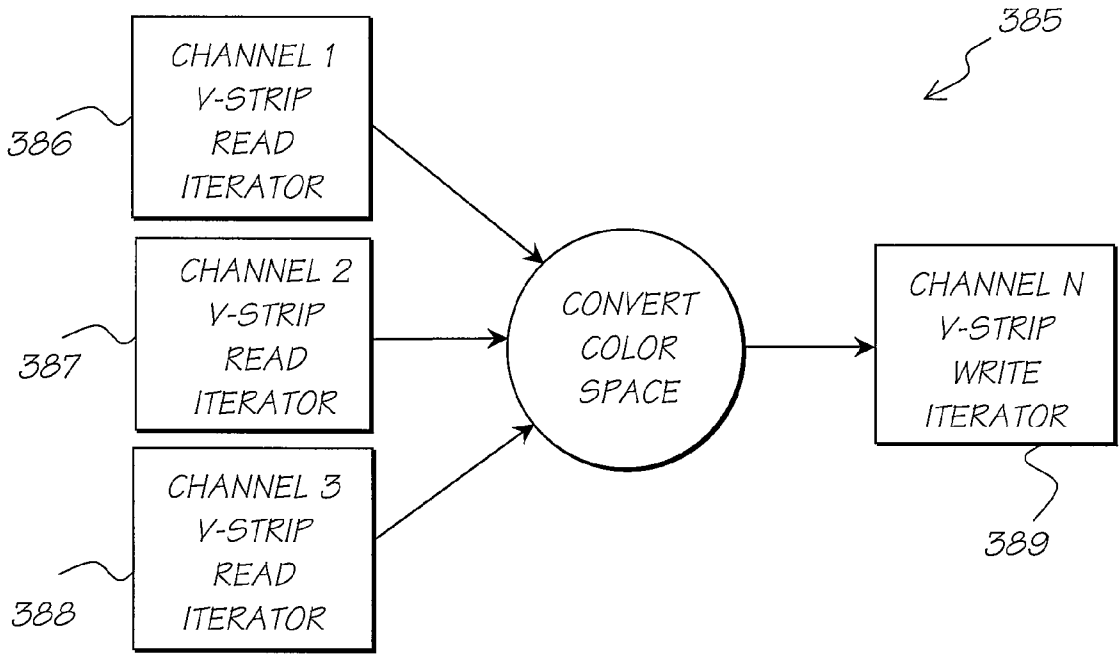 385
CHANNEL 1
V-STRIP
READ
ITERATOR
386
CHANNEL 2
V-STRIP
READ
ITERATOR
387
CHANNEL 3
V-STRIP
READ
ITERATOR
388
CONVERT
COLOR
SPACE
CHANNEL N
V-STRIP
WRITE
ITERATOR
389